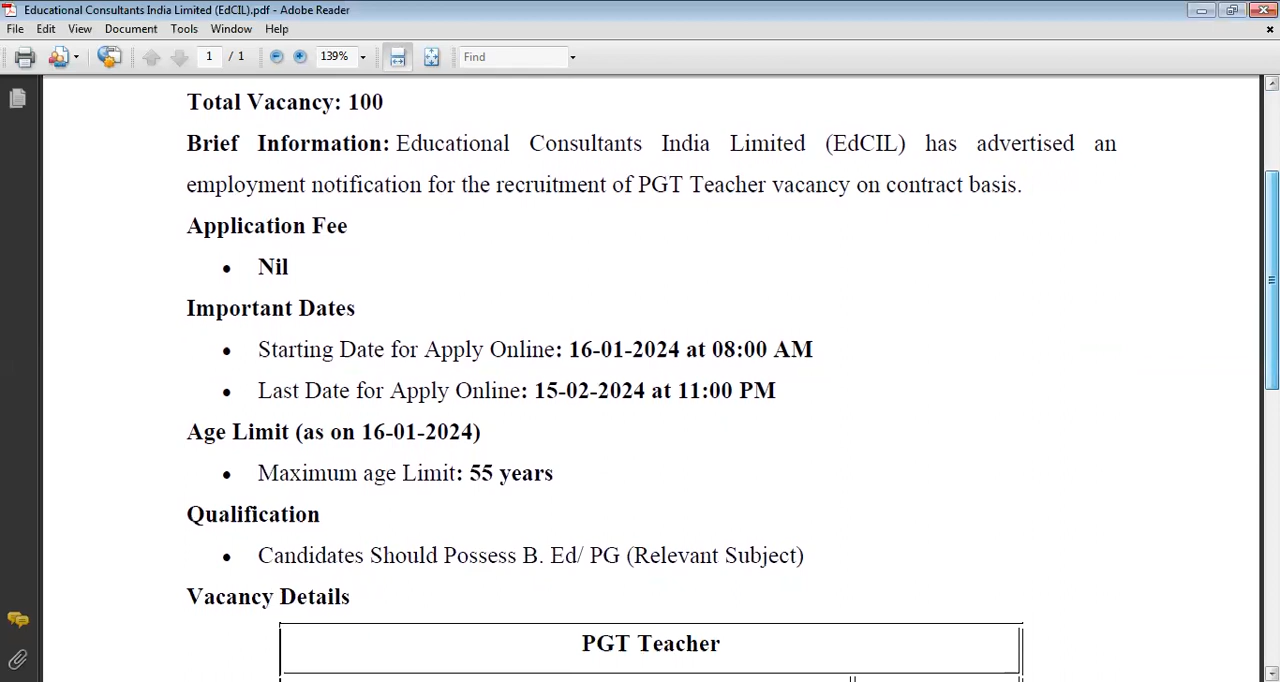 Educational Consultants India Limited (EdCIL).pdf - Adobe Reader
File Edit View Document Tools Window Help
1 / 1 139% Find
Total Vacancy: 100
Brief Information: Educational Consultants India Limited (EdCIL) has advertised an
employment notification for the recruitment of PGT Teacher vacancy on contract basis.
Application Fee
• Nil
Important Dates
• Starting Date for Apply Online: 16-01-2024 at 08:00 AM
• Last Date for Apply Online: 15-02-2024 at 11:00 PM
Age Limit (as on 16-01-2024)
• Maximum age Limit: 55 years
Qualification
• Candidates Should Possess B. Ed/ PG (Relevant Subject)
Vacancy Details
PGT Teacher